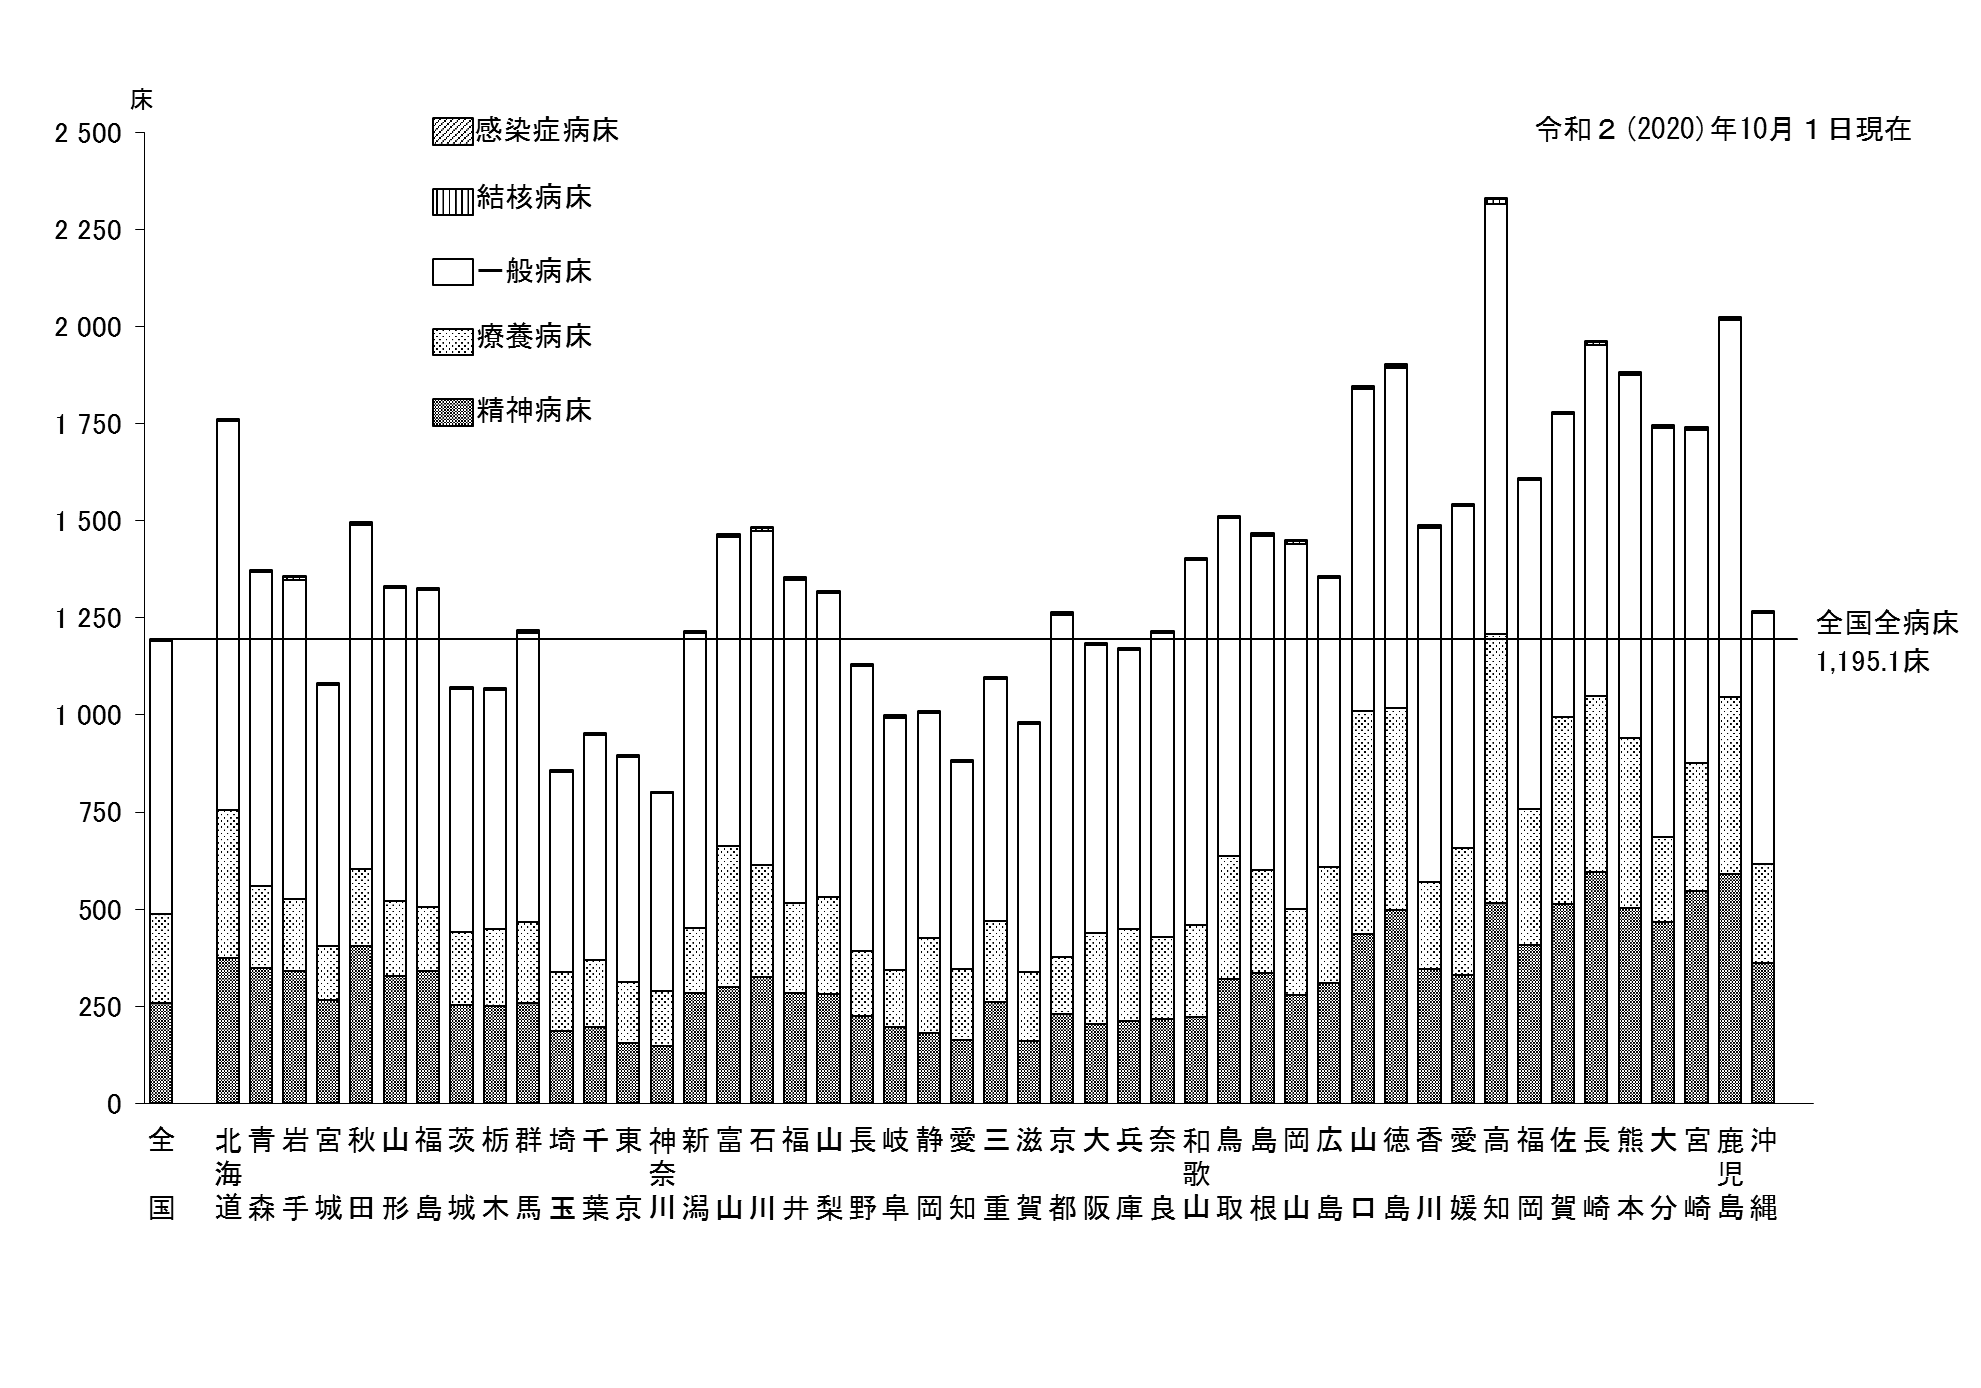 床
令和２(2020)年10月１日現在
感染症病床
結核病床
一般病床
療養病床
精神病床
2 500
2 250
2 000
1 750
1 500
1 250
1 000
750
500
250
0
全国全病床
1,195.1床
全国
北海道
青森
岩手
宮城
秋田
山形
福島
茨城
栃木
群馬
埼玉
千葉
東京
神奈川
新潟
富山
石川
福井
山梨
長野
岐阜
静岡
愛知
三重
滋賀
京都
大阪
兵庫
奈良
和歌山
鳥取
島根
岡山
広島
山口
徳島
香川
愛媛
高知
福岡
佐賀
長崎
熊本
大分
宮崎
鹿児島
沖縄